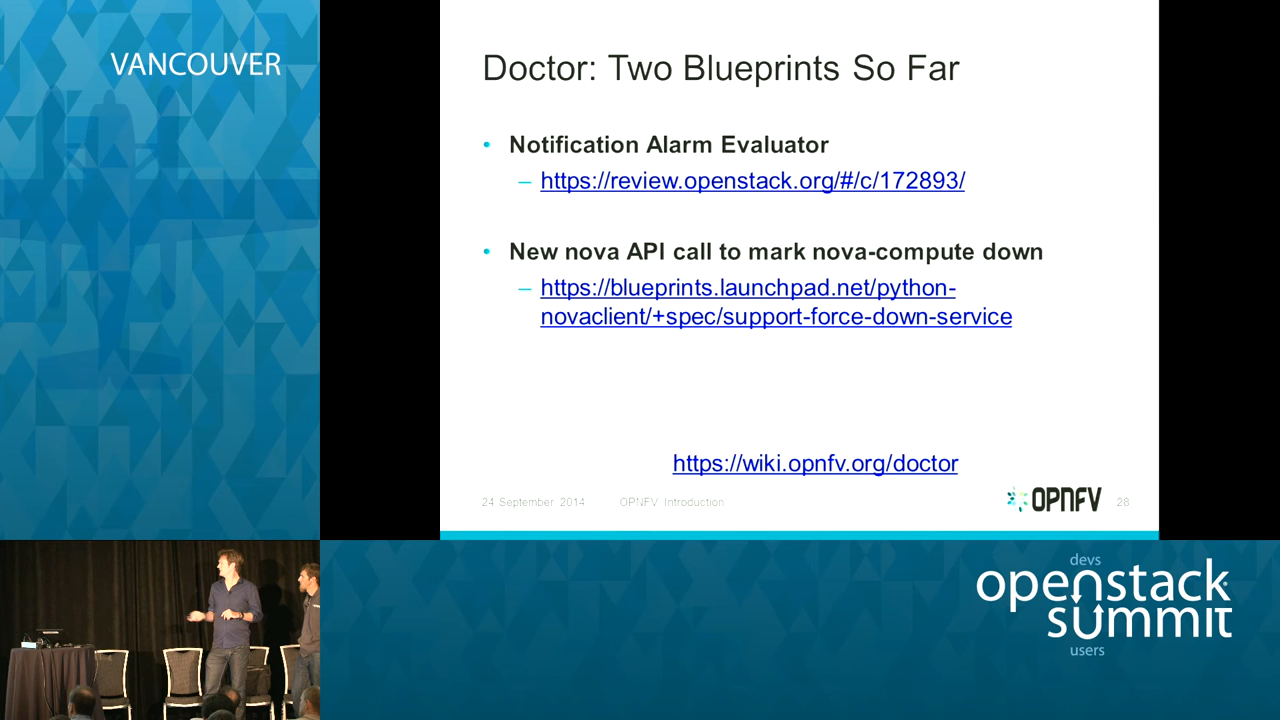 VANCOUVER
Doctor: Two Blueprints So Far
• Notification Alarm Evaluator
– https://review.openstack.org/#/c/172893/
• New nova API call to mark nova-compute down
– https://blueprints.launchpad.net/python-
novaclient/+spec/support-force-down-service
https://wiki.opnfv.org/doctor
24 September 2014 OPNFV Introduction OPNFV 28
devs
openstack
summit
users